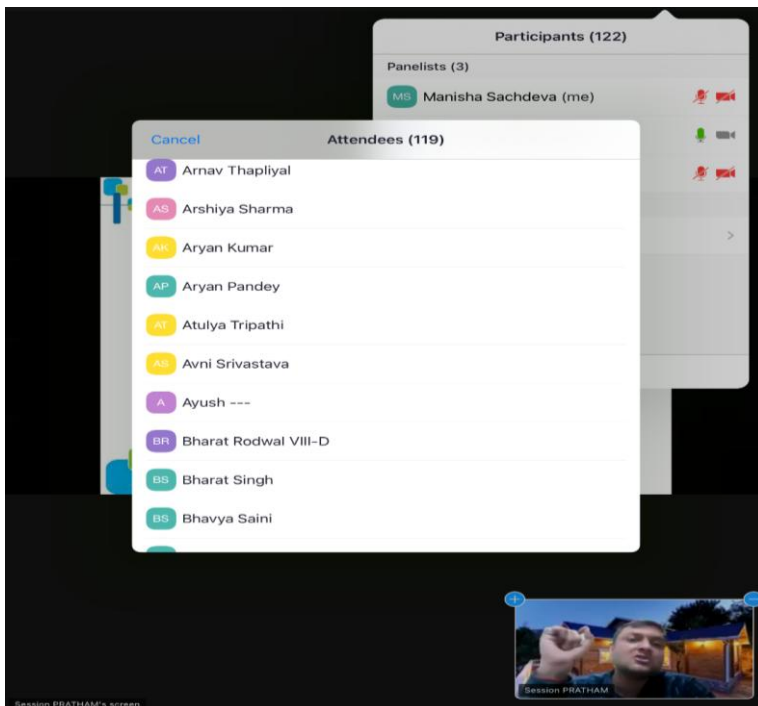 Participants (122)
Panelists (3)
MS Manisha Sachdeva (me)
Cancel Attendees (119)
AT Arnav Thapliyal
AS Arshiya Sharma
AK Aryan Kumar
AP Aryan Pandey
AT Atulya Tripathi
AS Avni Srivastava
A Ayush ---
BR Bharat Rodwal VIII-D
BS Bharat Singh
BS Bhavya Saini
Session PRATHAM
Session PRATHAM's screen